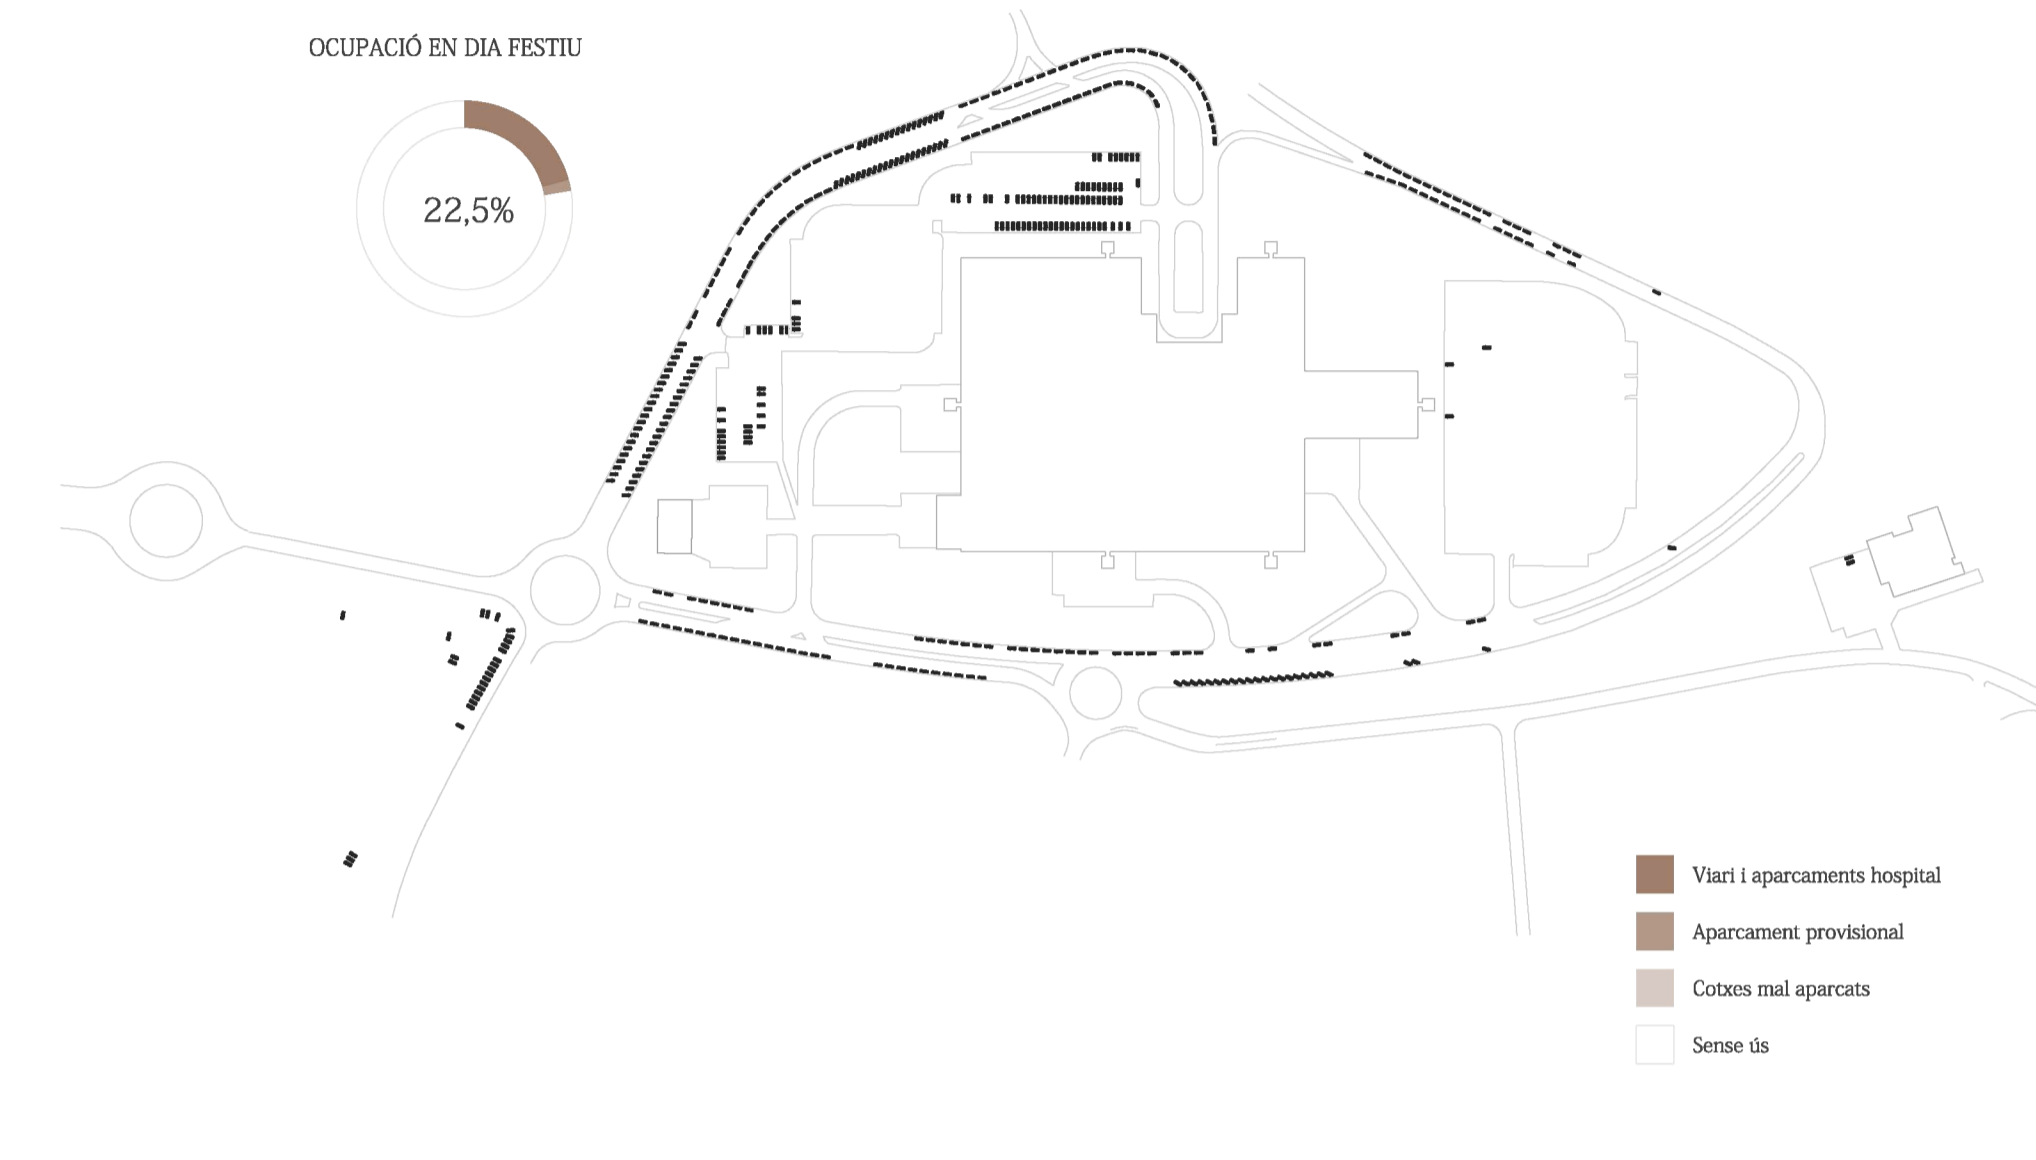 OCUPACIÓ EN DIA FESTIU
22,5%
Viari i aparcaments hospital
Aparcament provisional
Cotxes mal aparcats
Sense ús